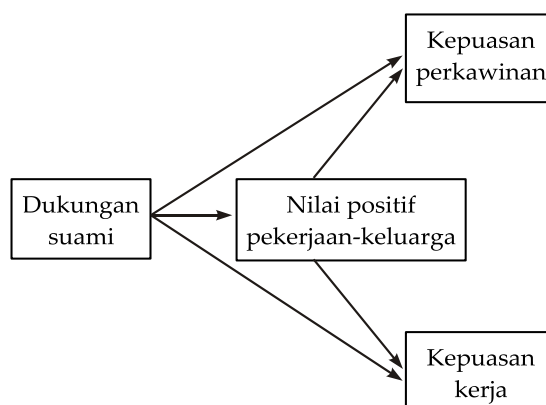 Kepuasan
perkawinan
Dukungan
suami
Nilai positif
pekerjaan-keluarga
Kepuasan
kerja